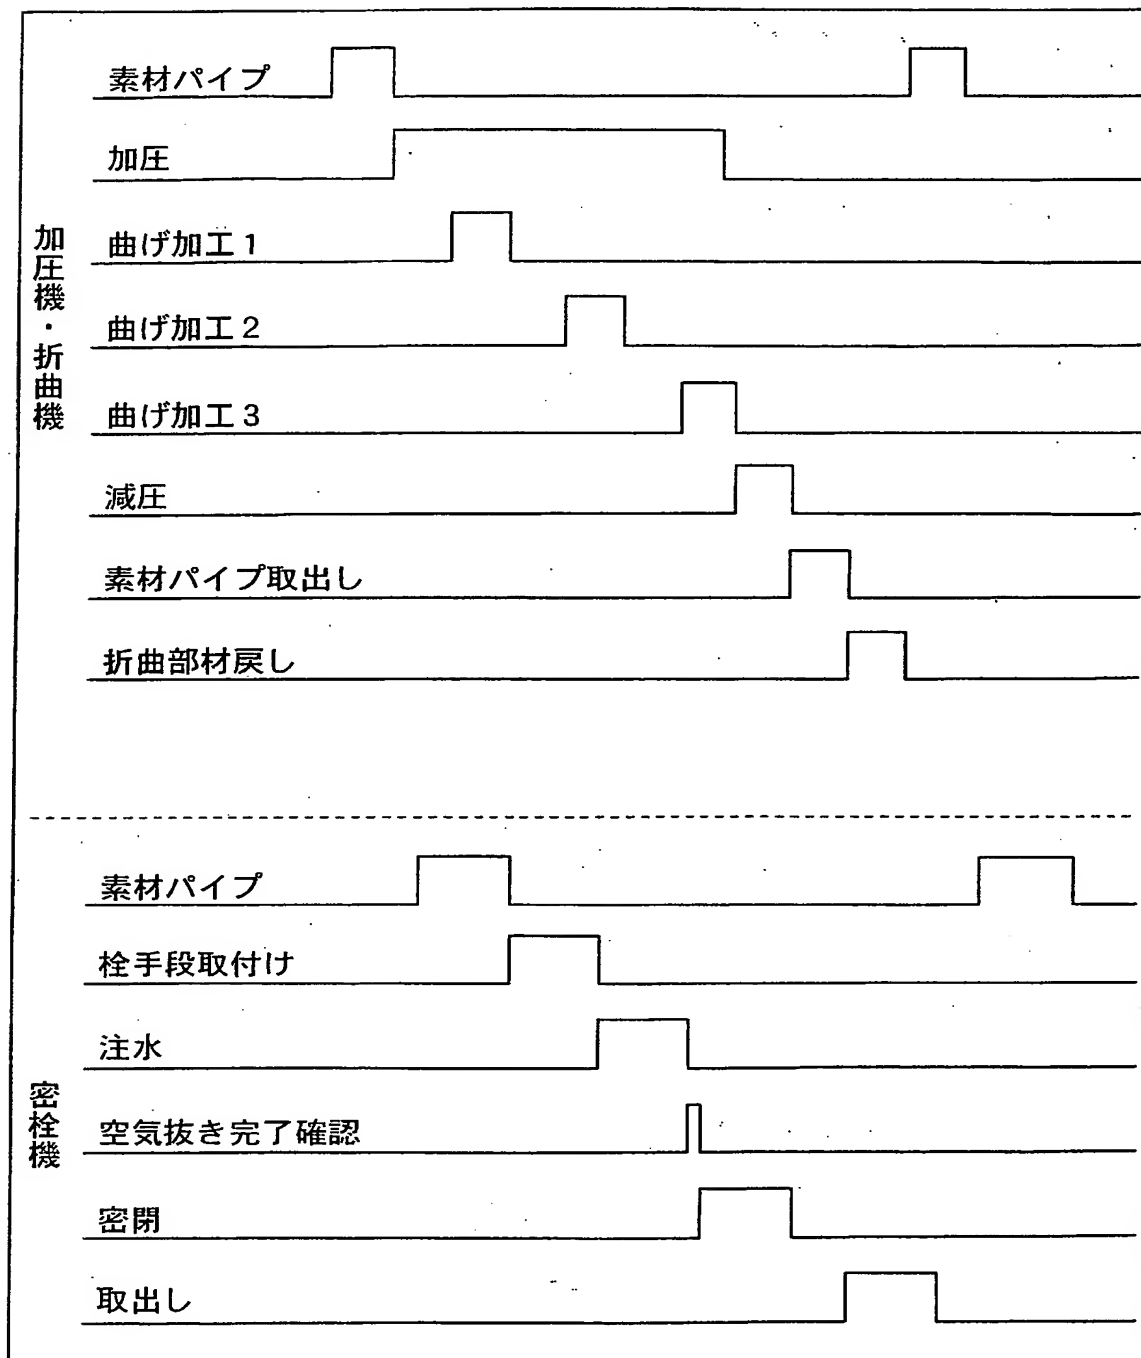 加圧機・折曲機
素材パイプ
加圧
曲げ加工1
曲げ加工2
曲げ加工3
減圧
素材パイプ取出し
折曲部材戻し
密栓機
素材パイプ
栓手段取付け
注水
空気抜き完了確認
密閉
取出し